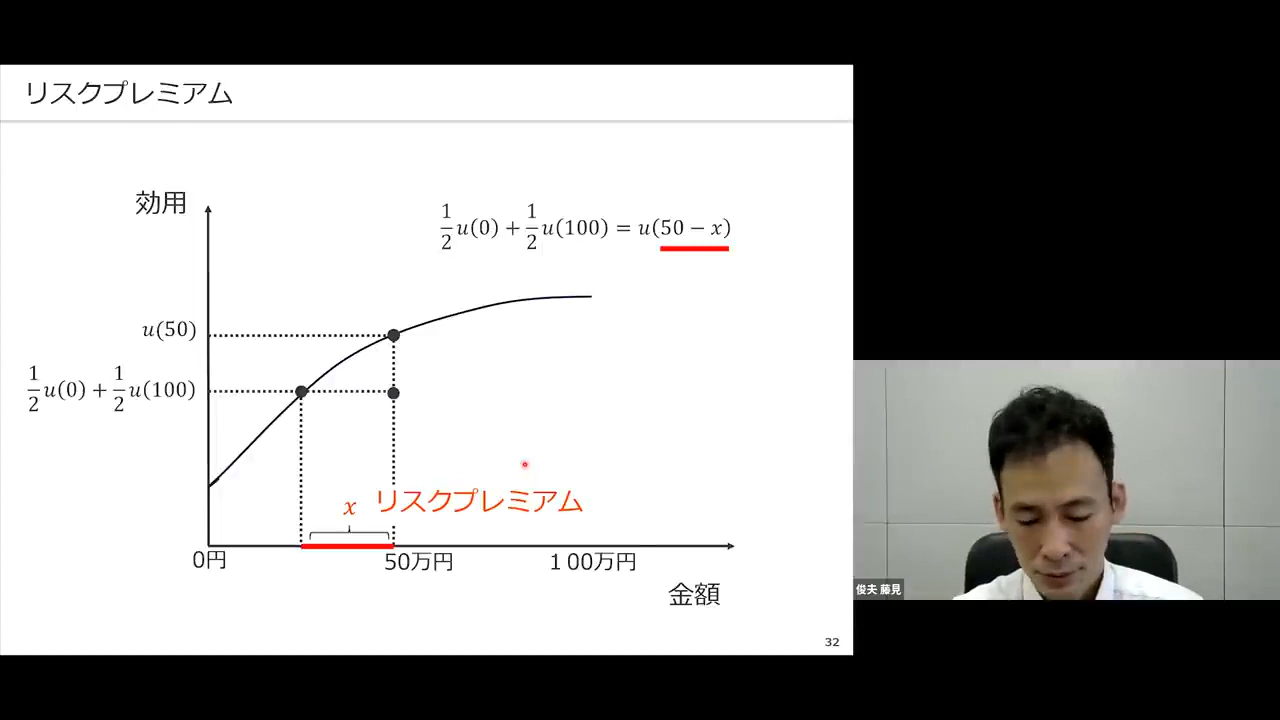 リスクプレミアム
効用
1/2 u(0) + 1/2 u(100) = u(50 − x)
u(50)
1/2 u(0) + 1/2 u(100)
x リスクプレミアム
0円 50万円 100万円
金額
32
俊夫 藤見